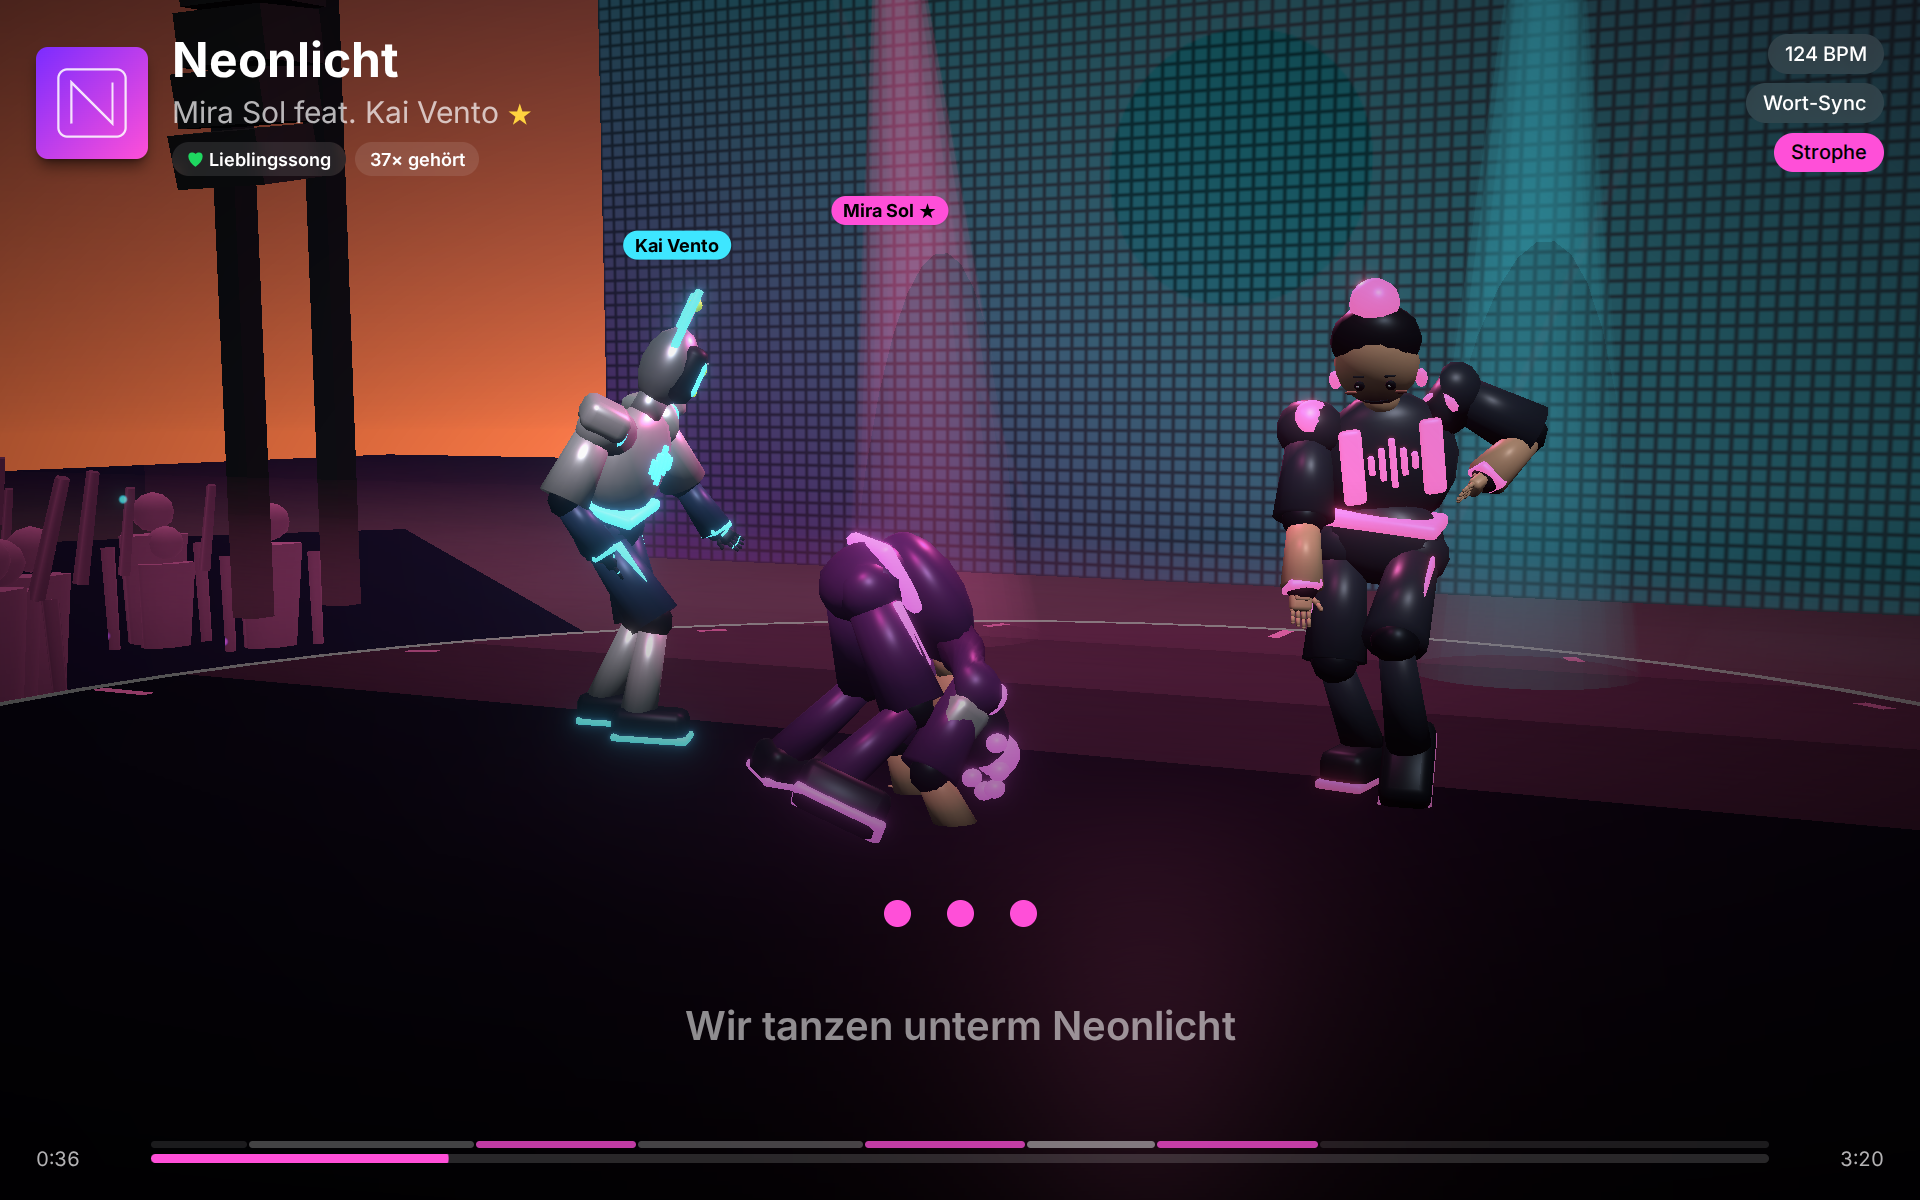 N
Neonlicht
Mira Sol feat. Kai Vento ★
Lieblingssong
37× gehört
124 BPM
Wort-Sync
Strophe
Mira Sol ★
Kai Vento
Wir tanzen unterm Neonlicht
0:36
3:20